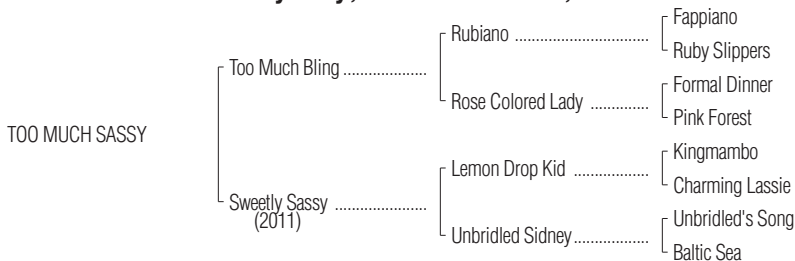 Fappiano
Rubiano ..............................
Ruby Slippers
Too Much Bling ....................
Formal Dinner
Rose Colored Lady ..............
Pink Forest
TOO MUCH SASSY
Kingmambo
Lemon Drop Kid ..................
Charming Lassie
Sweetly Sassy ......................
(2011)
Unbridled's Song
Unbridled Sidney..................
Baltic Sea